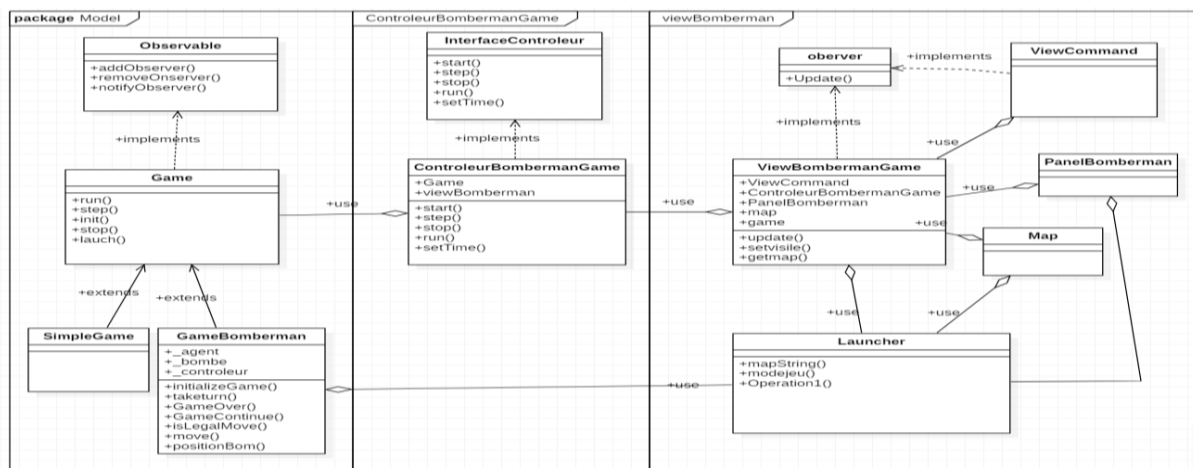 package Model
Observable
+addObserver()
+removeOnserver()
+notifyObserver()
+implements
Game
+run()
+step()
+init()
+stop()
+lauch()
+extends
+extends
SimpleGame
GameBomberman
+_agent
+_bombe
+_controleur
+initializeGame()
+taketurn()
+GameOver()
+GameContinue()
+isLegalMove()
+move()
+positionBom()
+use
ControleurBombermanGame
InterfaceControleur
+start()
+step()
+stop()
+run()
+setTime()
+implements
ControleurBombermanGame
+Game
+viewBomberman
+start()
+step()
+stop()
+run()
+setTime()
+use
viewBomberman
oberver
+Update()
+implements
ViewCommand
+implements
+use
ViewBombermanGame
+ViewCommand
+ControleurBombermanGame
+PanelBomberman
+map
+game
+update()
+setvisile()
+getmap()
PanelBomberman
+use
+use
Map
+use
+use
Launcher
+mapString()
+modejeu()
+Operation1()
+use